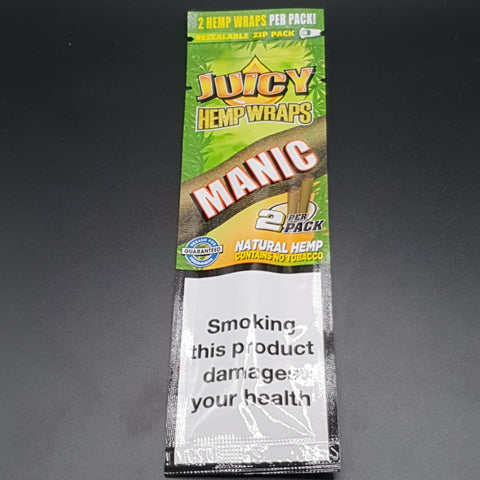 2 HEMP WRAPS PER PACK!
RESEALABLE ZIP PACK
JUICY
HEMP WRAPS
MANIC
2 PER PACK
GUARANTEED
NATURAL HEMP
CONTAINS NO TOBACCO
Smoking
this product
damages
your health